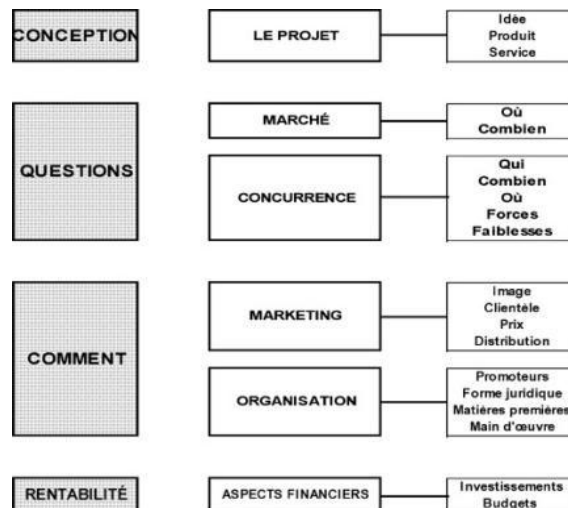 CONCEPTION
LE PROJET
Idée
Produit
Service
QUESTIONS
MARCHÉ
Où
Combien
CONCURRENCE
Qui
Combien
Où
Forces
Faiblesses
COMMENT
MARKETING
Image
Clientèle
Prix
Distribution
ORGANISATION
Promoteurs
Forme juridique
Matières premières
Main d'œuvre
RENTABILITÉ
ASPECTS FINANCIERS
Investissements
Budgets